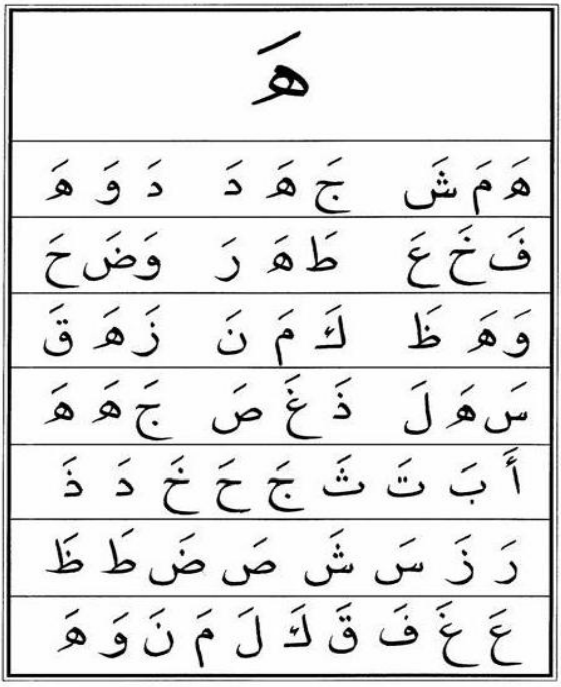 هَ
هَ مَ شَ جَ هَ دَ دَ وَ هَ
فَ خَ عَ طَ هَ رَ وَ ضَ حَ
وَ هَ ظَ كَ مَ نَ زَ هَ قَ
سَ هَ لَ ذَ غَ صَ جَ هَ هَ
أَ بَ تَ ثَ جَ حَ خَ دَ ذَ
رَ زَ سَ شَ صَ ضَ طَ ظَ
عَ غَ فَ قَ كَ لَ مَ نَ وَ هَ